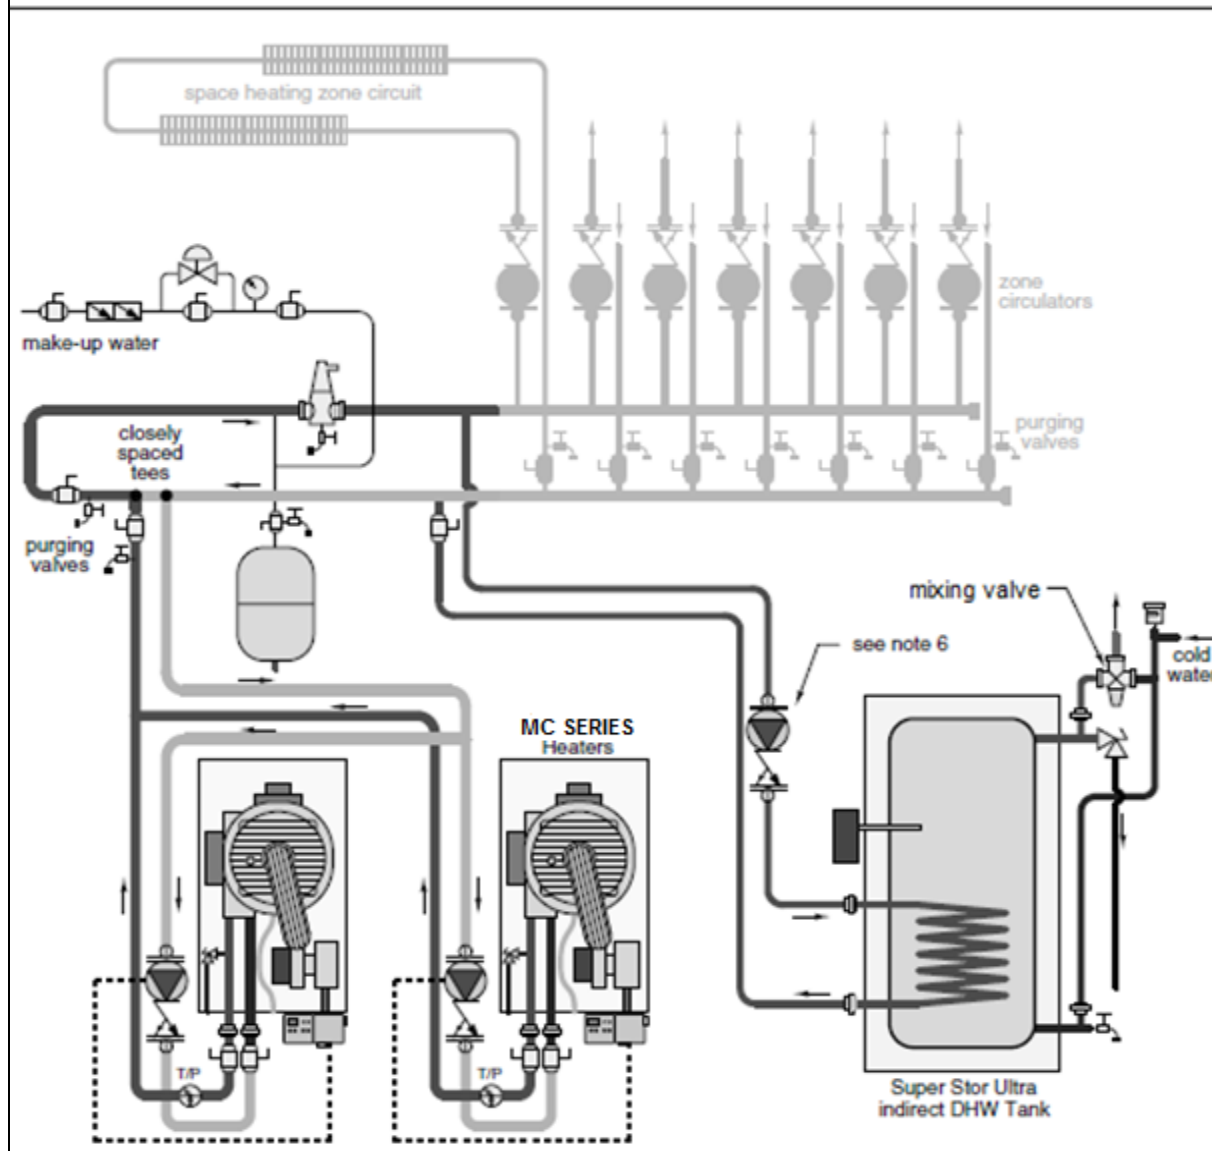 space heating zone circuit
zone
circulators
make-up water
closely
spaced
tees
purging
valves
purging
valves
mixing valve
see note 6
cold
water
MC SERIES
Heaters
T/P
T/P
Super Stor Ultra
indirect DHW Tank